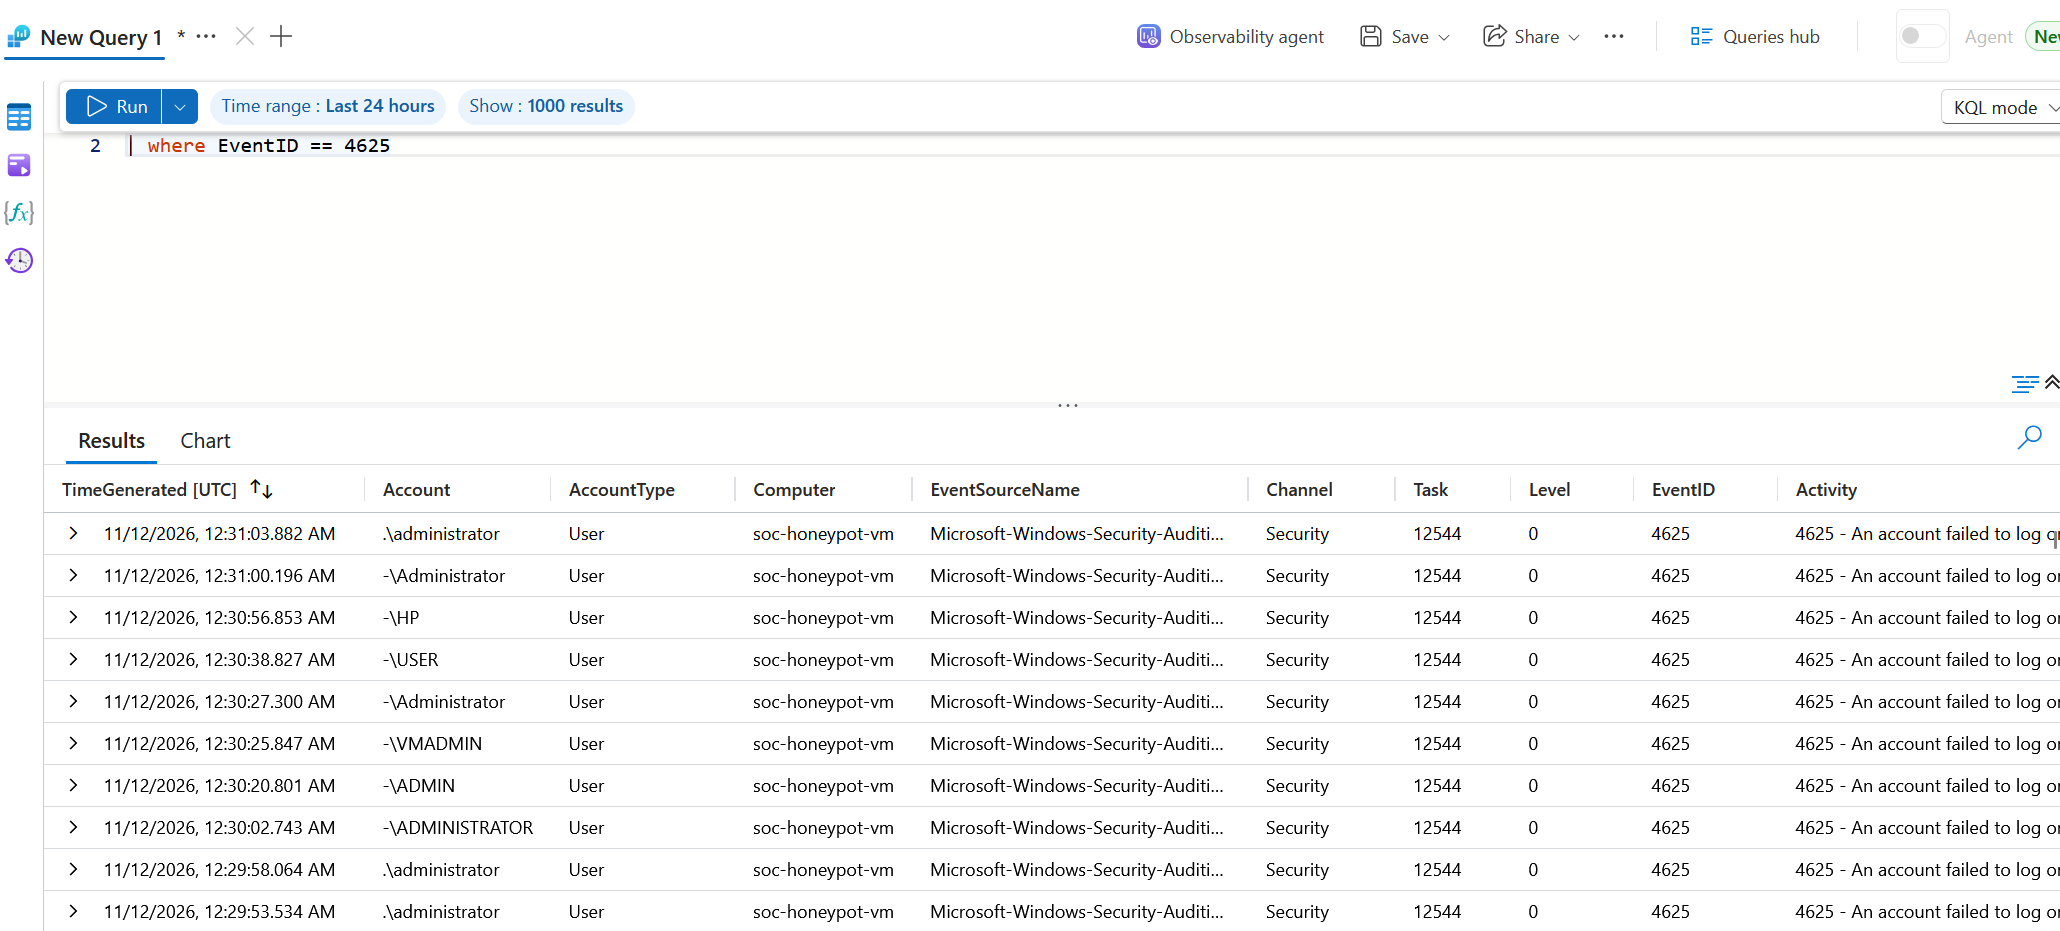 New Query 1 * ··· Observability agent Save Share ··· Queries hub Agent New
Run Time range : Last 24 hours Show : 1000 results KQL mode
2 | where EventID == 4625
Results Chart
TimeGenerated [UTC] Account AccountType Computer EventSourceName Channel Task Level EventID Activity
11/12/2026, 12:31:03.882 AM .\administrator User soc-honeypot-vm Microsoft-Windows-Security-Auditi... Security 12544 0 4625 4625 - An account failed to log
11/12/2026, 12:31:00.196 AM -\Administrator User soc-honeypot-vm Microsoft-Windows-Security-Auditi... Security 12544 0 4625 4625 - An account failed to log
11/12/2026, 12:30:56.853 AM -\HP User soc-honeypot-vm Microsoft-Windows-Security-Auditi... Security 12544 0 4625 4625 - An account failed to log
11/12/2026, 12:30:38.827 AM -\USER User soc-honeypot-vm Microsoft-Windows-Security-Auditi... Security 12544 0 4625 4625 - An account failed to log
11/12/2026, 12:30:27.300 AM -\Administrator User soc-honeypot-vm Microsoft-Windows-Security-Auditi... Security 12544 0 4625 4625 - An account failed to log
11/12/2026, 12:30:25.847 AM -\VMADMIN User soc-honeypot-vm Microsoft-Windows-Security-Auditi... Security 12544 0 4625 4625 - An account failed to log
11/12/2026, 12:30:20.801 AM -\ADMIN User soc-honeypot-vm Microsoft-Windows-Security-Auditi... Security 12544 0 4625 4625 - An account failed to log
11/12/2026, 12:30:02.743 AM -\ADMINISTRATOR User soc-honeypot-vm Microsoft-Windows-Security-Auditi... Security 12544 0 4625 4625 - An account failed to log
11/12/2026, 12:29:58.064 AM .\administrator User soc-honeypot-vm Microsoft-Windows-Security-Auditi... Security 12544 0 4625 4625 - An account failed to log
11/12/2026, 12:29:53.534 AM .\administrator User soc-honeypot-vm Microsoft-Windows-Security-Auditi... Security 12544 0 4625 4625 - An account failed to log